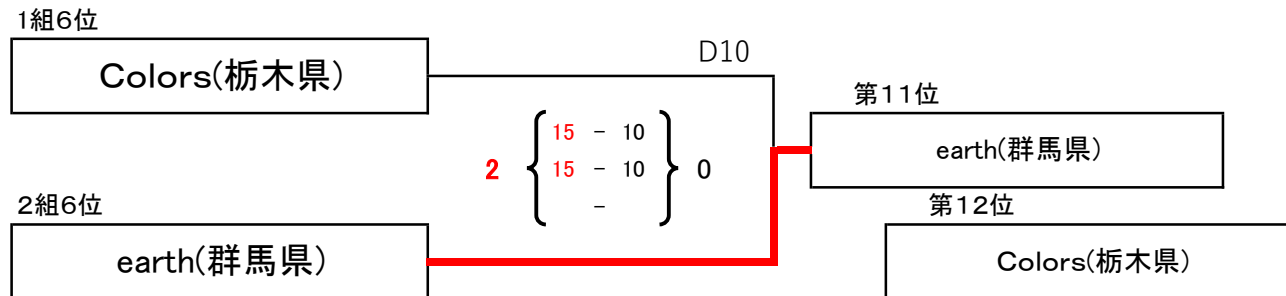 1組6位
Colors(栃木県)
D10
第11位
earth(群馬県)
15 - 10
2 15 - 10 0
-
2組6位
第12位
earth(群馬県)
Colors(栃木県)